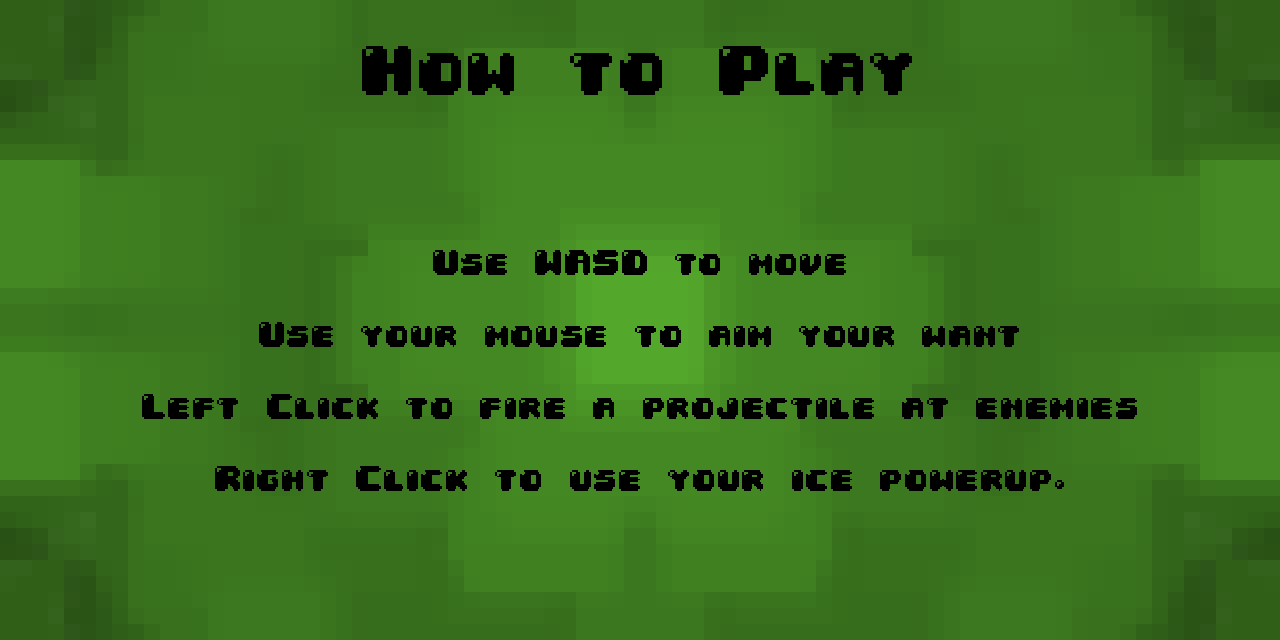 How to Play
Use WASD to move
Use your mouse to aim your want
Left Click to fire a projectile at enemies
Right Click to use your ice powerup.